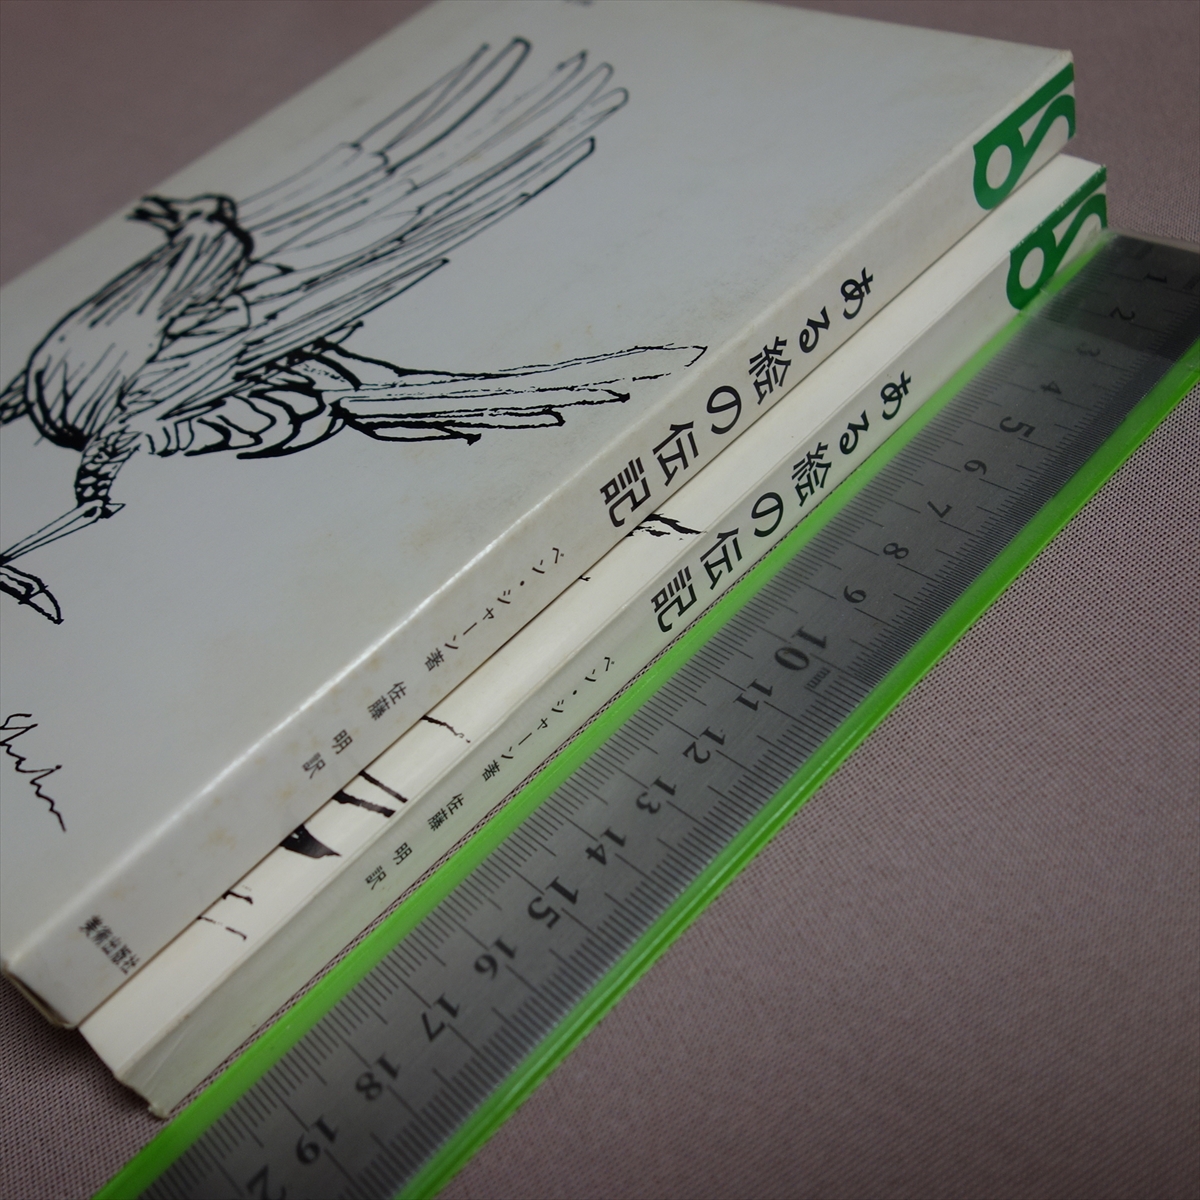 ある絵の伝記
ベン・シャーン著 佐藤 明訳
美術出版社
ある絵の伝記
ベン・シャーン著 佐藤 明訳
Shahn
1 2 3 4 5 6 7 8 9 10 mm 11 12 13 14 15 16 17 18 19 2